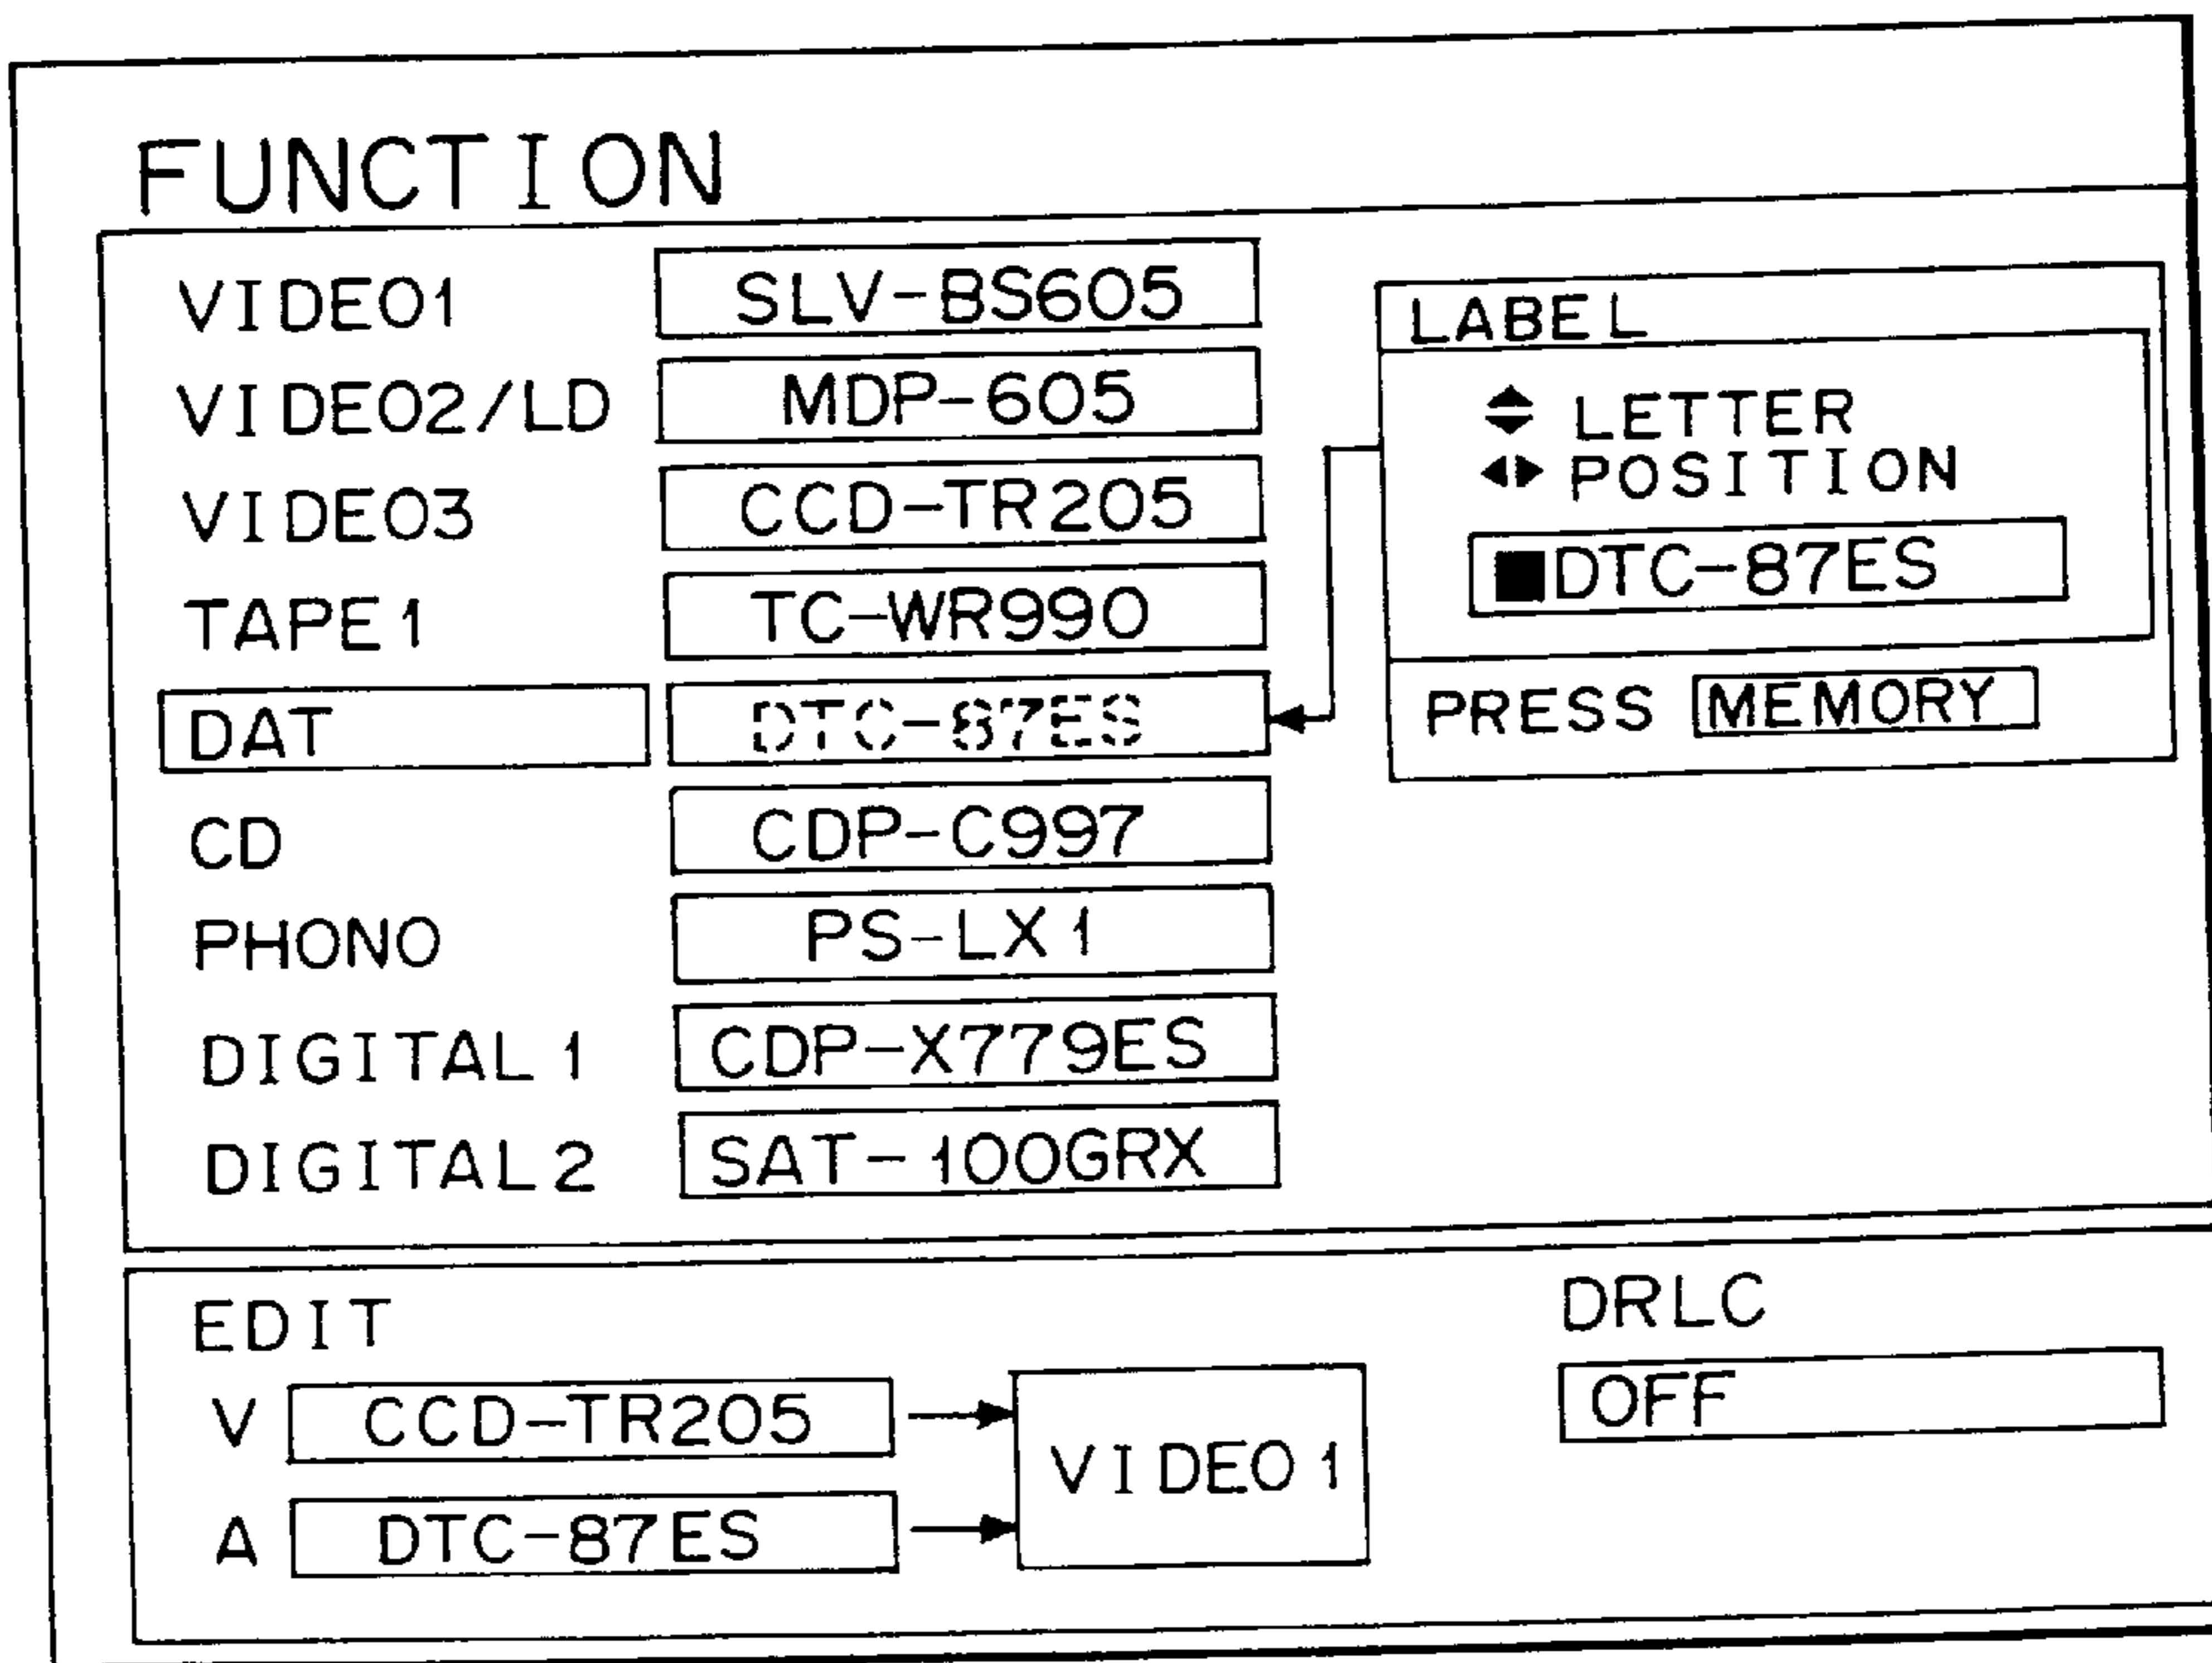 FUNCTION
VIDEO1 SLV-BS605
VIDEO2/LD MDP-605
VIDEO3 CCD-TR205
TAPE1 TC-WR990
DAT DTC-87ES
CD CDP-C997
PHONO PS-LX1
DIGITAL1 CDP-X779ES
DIGITAL2 SAT-100GRX
LABEL
LETTER
POSITION
DTC-87ES
PRESS MEMORY
EDIT
V CCD-TR205
A DTC-87ES
VIDEO1
DRLC
OFF